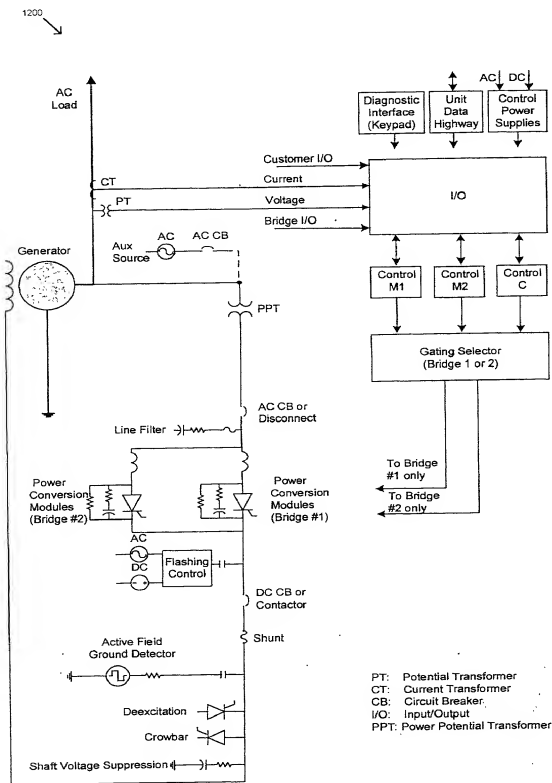 1200
AC
Load
CT
PT
Generator
Aux
Source
AC
AC CB
PPT
Customer I/O
Current
Voltage
Bridge I/O
Diagnostic
Interface
(Keypad)
Unit
Data
Highway
AC
DC
Control
Power
Supplies
I/O
Control
M1
Control
M2
Control
C
Gating Selector
(Bridge 1 or 2)
To Bridge
#1 only
To Bridge
#2 only
AC CB or
Disconnect
Line Filter
Power
Conversion
Modules
(Bridge #2)
Power
Conversion
Modules
(Bridge #1)
AC
DC
Flashing
Control
DC CB or
Contactor
Shunt
Active Field
Ground Detector
Deexcitation
Crowbar
Shaft Voltage Suppression
PT: Potential Transformer
CT: Current Transformer
CB: Circuit Breaker
I/O: Input/Output
PPT: Power Potential Transformer